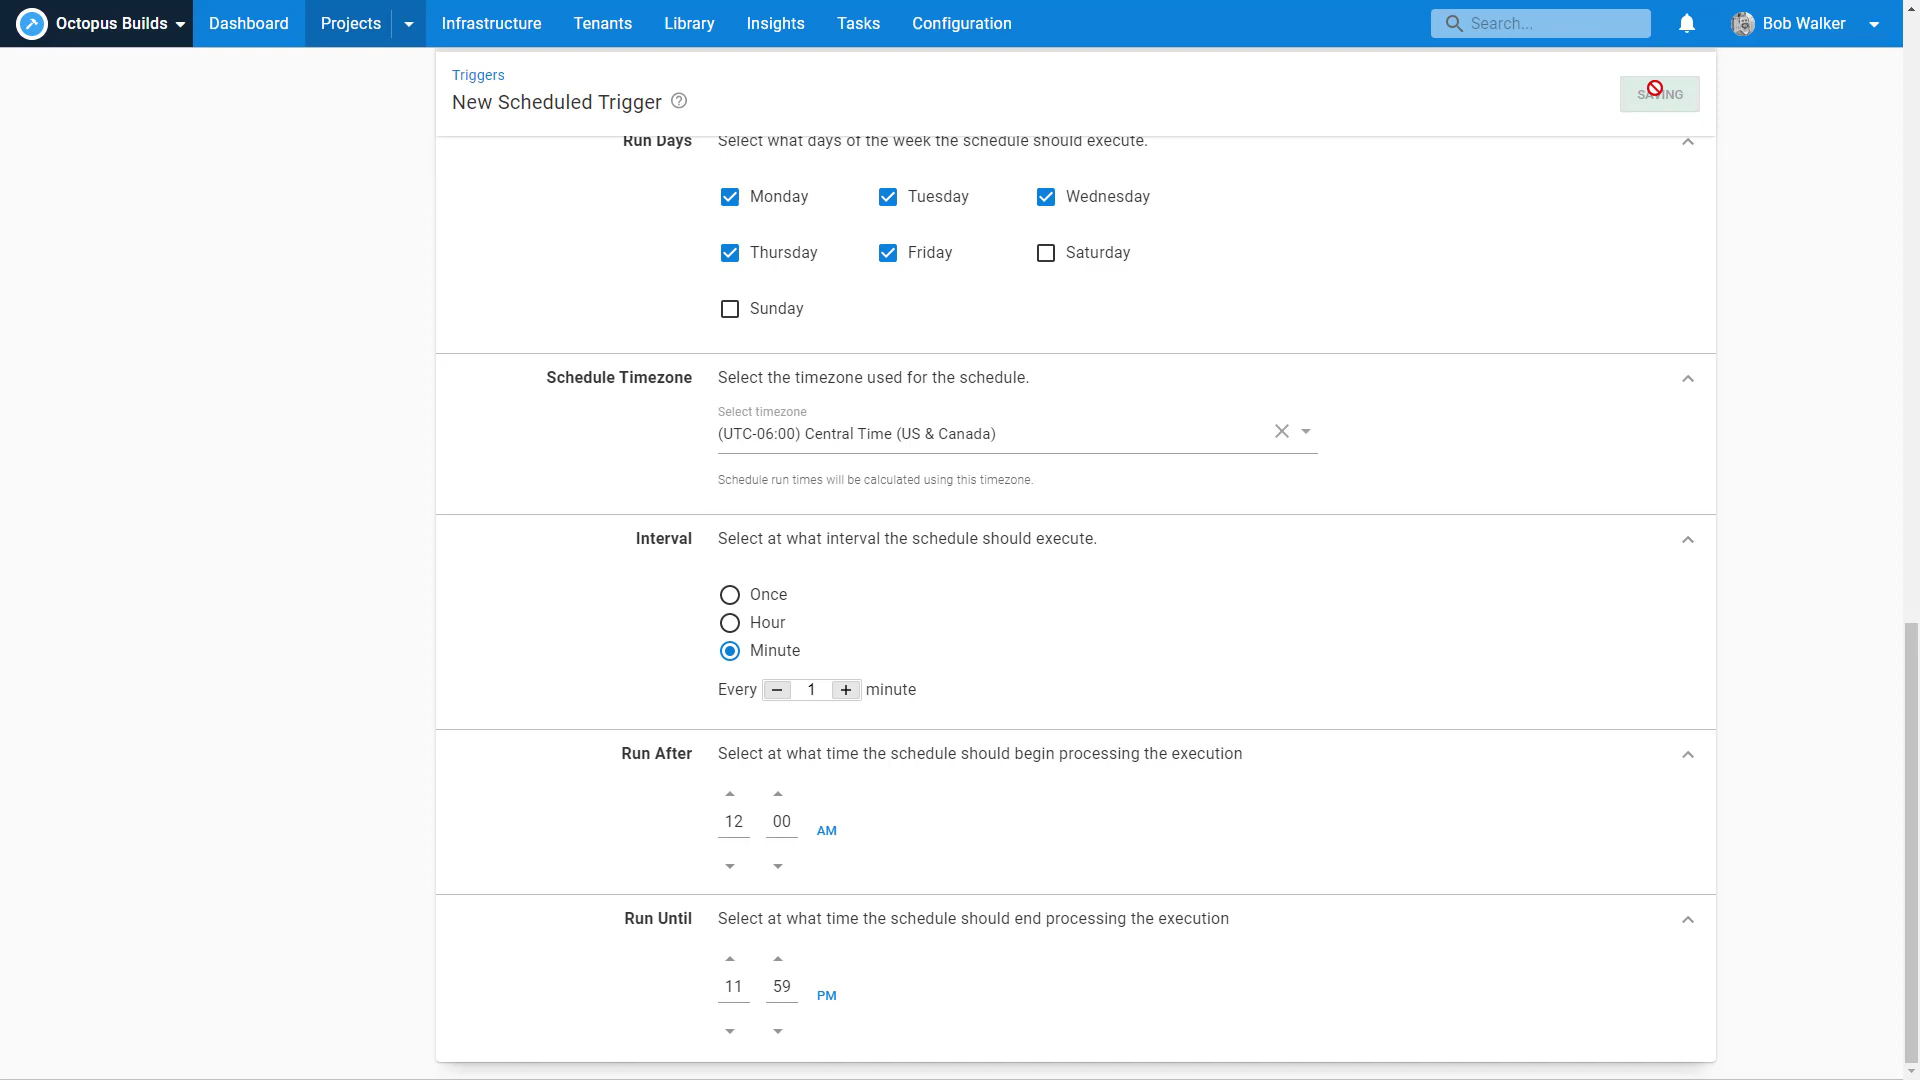 Octopus Builds
Dashboard
Projects
Infrastructure
Tenants
Library
Insights
Tasks
Configuration
Search...
Bob Walker
Triggers
New Scheduled Trigger
SAVING
Run Days
Select what days of the week the schedule should execute.
Monday
Tuesday
Wednesday
Thursday
Friday
Saturday
Sunday
Schedule Timezone
Select the timezone used for the schedule.
Select timezone
(UTC-06:00) Central Time (US & Canada)
Schedule run times will be calculated using this timezone.
Interval
Select at what interval the schedule should execute.
Once
Hour
Minute
Every − 1 + minute
Run After
Select at what time the schedule should begin processing the execution
12 00 AM
Run Until
Select at what time the schedule should end processing the execution
11 59 PM